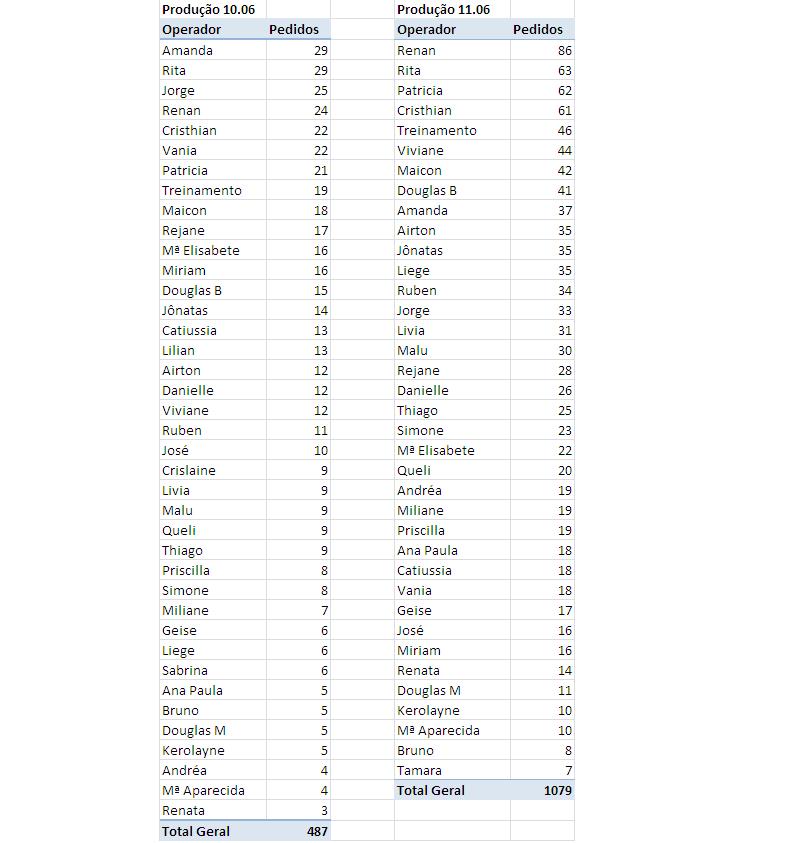 Produção 10.06 Produção 11.06
Operador Pedidos Operador Pedidos
Amanda 29 Renan 86
Rita 29 Rita 63
Jorge 25 Patricia 62
Renan 24 Cristhian 61
Cristhian 22 Treinamento 46
Vania 22 Viviane 44
Patricia 21 Maicon 42
Treinamento 19 Douglas B 41
Maicon 18 Amanda 37
Rejane 17 Airton 35
Mª Elisabete 16 Jônatas 35
Miriam 16 Liege 35
Douglas B 15 Ruben 34
Jônatas 14 Jorge 33
Catiussia 13 Livia 31
Lilian 13 Malu 30
Airton 12 Rejane 28
Danielle 12 Danielle 26
Viviane 12 Thiago 25
Ruben 11 Simone 23
José 10 Mª Elisabete 22
Crislaine 9 Queli 20
Livia 9 Andréa 19
Malu 9 Miliane 19
Queli 9 Priscilla 19
Thiago 9 Ana Paula 18
Priscilla 8 Catiussia 18
Simone 8 Vania 18
Miliane 7 Geise 17
Geise 6 José 16
Liege 6 Miriam 16
Sabrina 6 Renata 14
Ana Paula 5 Douglas M 11
Bruno 5 Kerolayne 10
Douglas M 5 Mª Aparecida 10
Kerolayne 5 Bruno 8
Andréa 4 Tamara 7
Mª Aparecida 4 Total Geral 1079
Renata 3
Total Geral 487